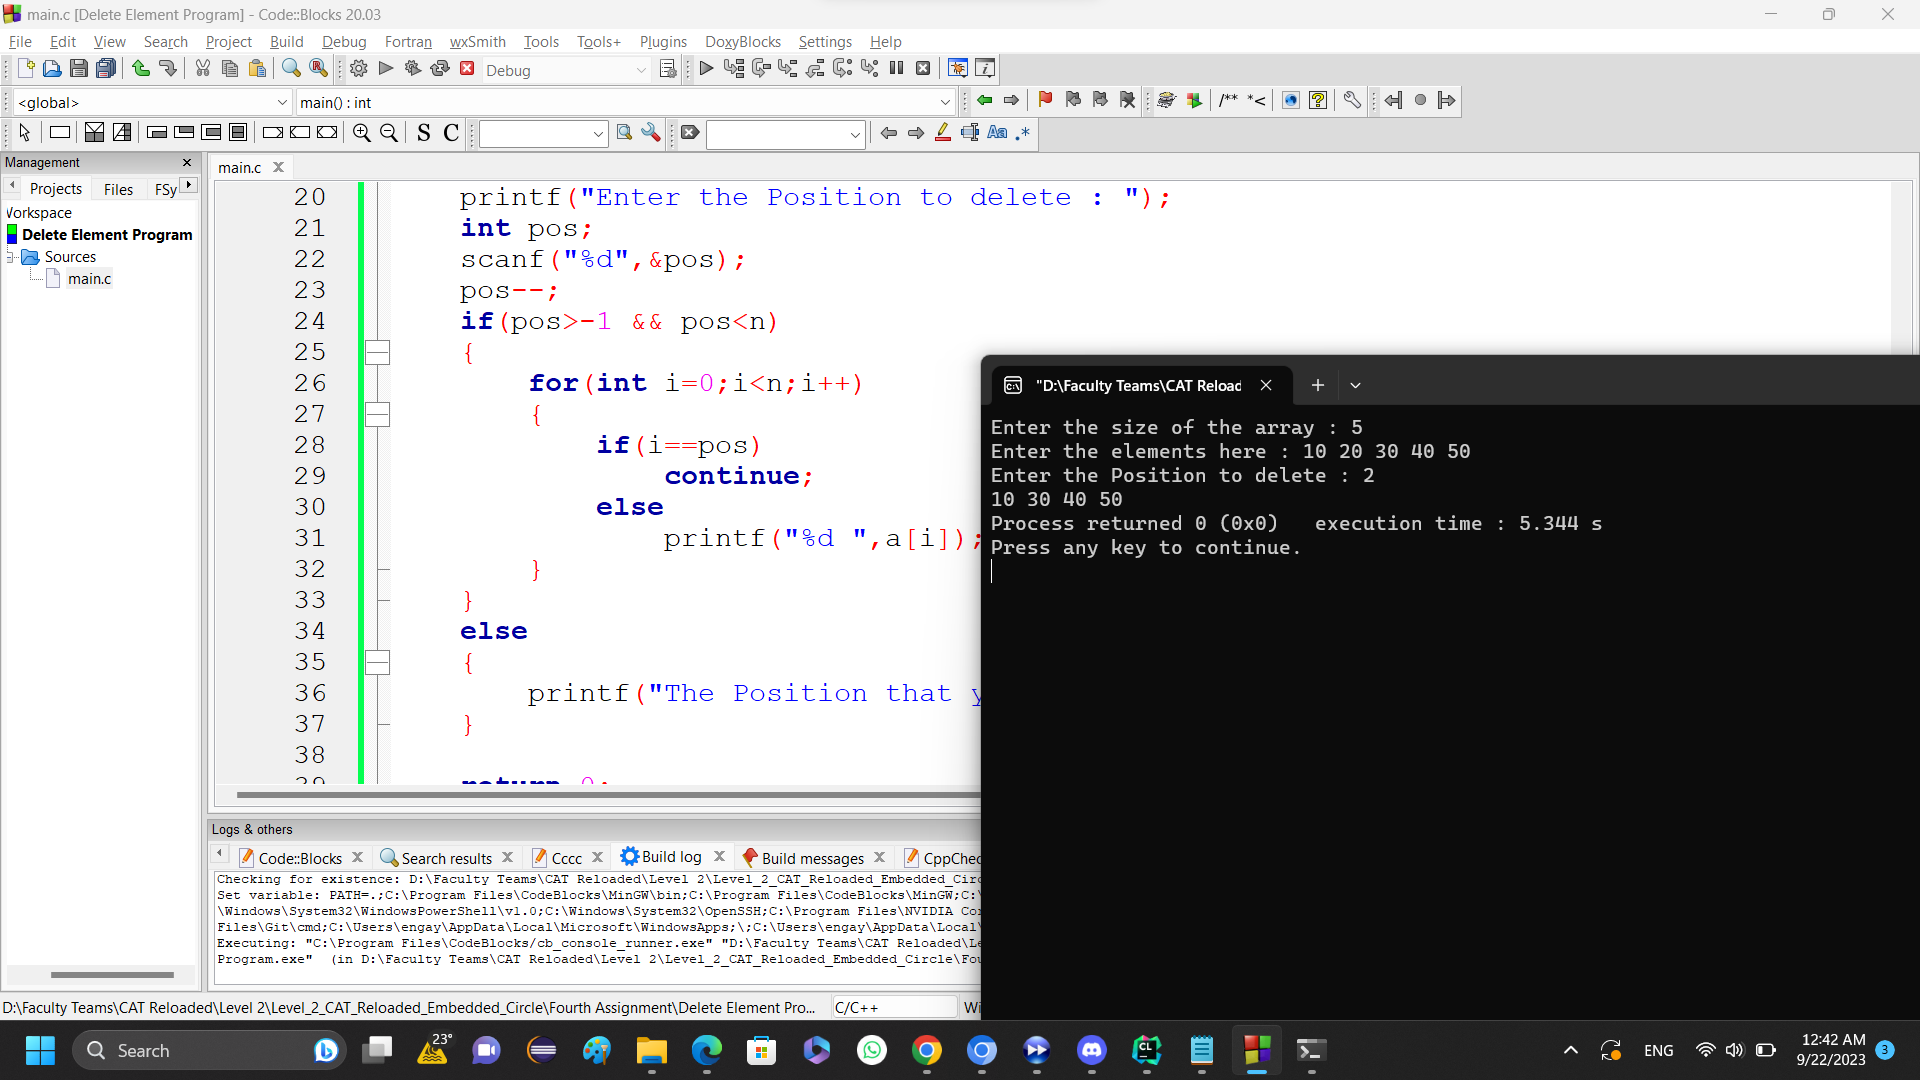 main.c [Delete Element Program] - Code::Blocks 20.03
File Edit View Search Project Build Debug Fortran wxSmith Tools Tools+ Plugins DoxyBlocks Settings Help
Debug
<global> main() : int
/** *<
S C Aa .*
Management
main.c
Projects Files FSy
Workspace
Delete Element Program
Sources
main.c
20 printf("Enter the Position to delete : ");
21 int pos;
22 scanf("%d",&pos);
23 pos--;
24 if(pos>-1 && pos<n)
25 {
26 for(int i=0;i<n;i++)
27 {
28 if(i==pos)
29 continue;
30 else
31 printf("%d ",a[i]);
32 }
33 }
34 else
35 {
36 printf("The Position that y
37 }
38
39 return 0;
"D:\Faculty Teams\CAT Reload
Enter the size of the array : 5
Enter the elements here : 10 20 30 40 50
Enter the Position to delete : 2
10 30 40 50
Process returned 0 (0x0) execution time : 5.344 s
Press any key to continue.
Logs & others
Code::Blocks Search results Cccc Build log Build messages CppChec
Checking for existence: D:\Faculty Teams\CAT Reloaded\Level 2\Level_2_CAT_Reloaded_Embedded_Circ
Set variable: PATH=.;C:\Program Files\CodeBlocks\MinGW\bin;C:\Program Files\CodeBlocks\MinGW;C:\
\Windows\System32\WindowsPowerShell\v1.0;C:\Windows\System32\OpenSSH;C:\Program Files\NVIDIA Cor
Files\Git\cmd;C:\Users\engay\AppData\Local\Microsoft\WindowsApps;\;C:\Users\engay\AppData\Local\
Executing: "C:\Program Files\CodeBlocks/cb_console_runner.exe" "D:\Faculty Teams\CAT Reloaded\Le
Program.exe" (in D:\Faculty Teams\CAT Reloaded\Level 2\Level_2_CAT_Reloaded_Embedded_Circle\Fou
D:\Faculty Teams\CAT Reloaded\Level 2\Level_2_CAT_Reloaded_Embedded_Circle\Fourth Assignment\Delete Element Pro... C/C++ Wi
Search
23°
CL
ENG
12:42 AM
9/22/2023
3